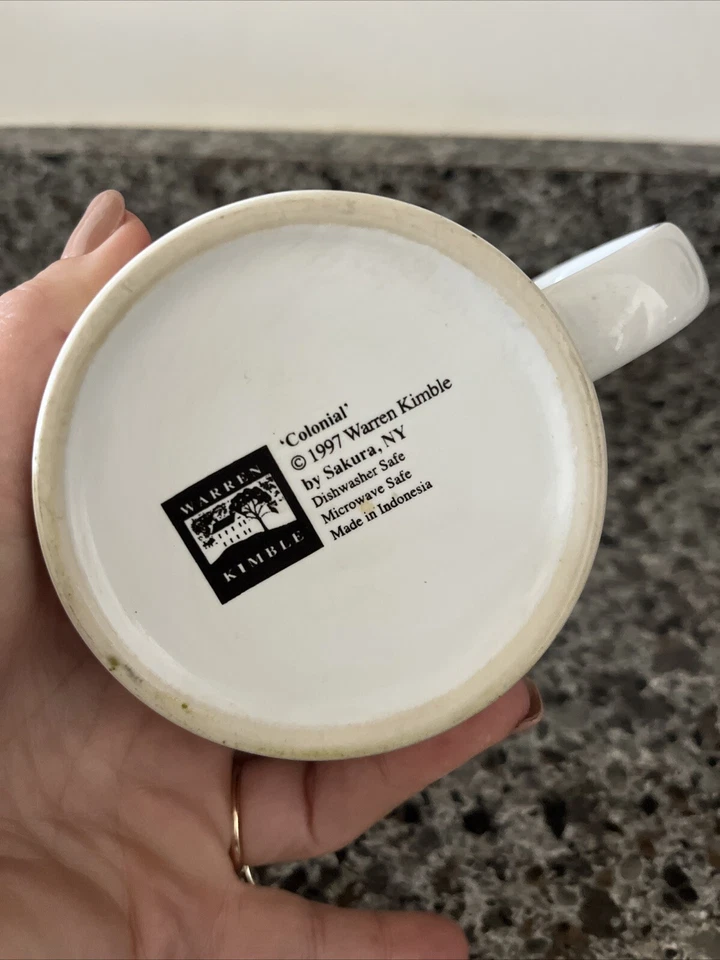 'Colonial'
© 1997 Warren Kimble
by Sakura, NY
Dishwasher Safe
Microwave Safe
Made in Indonesia
WARREN
KIMBLE